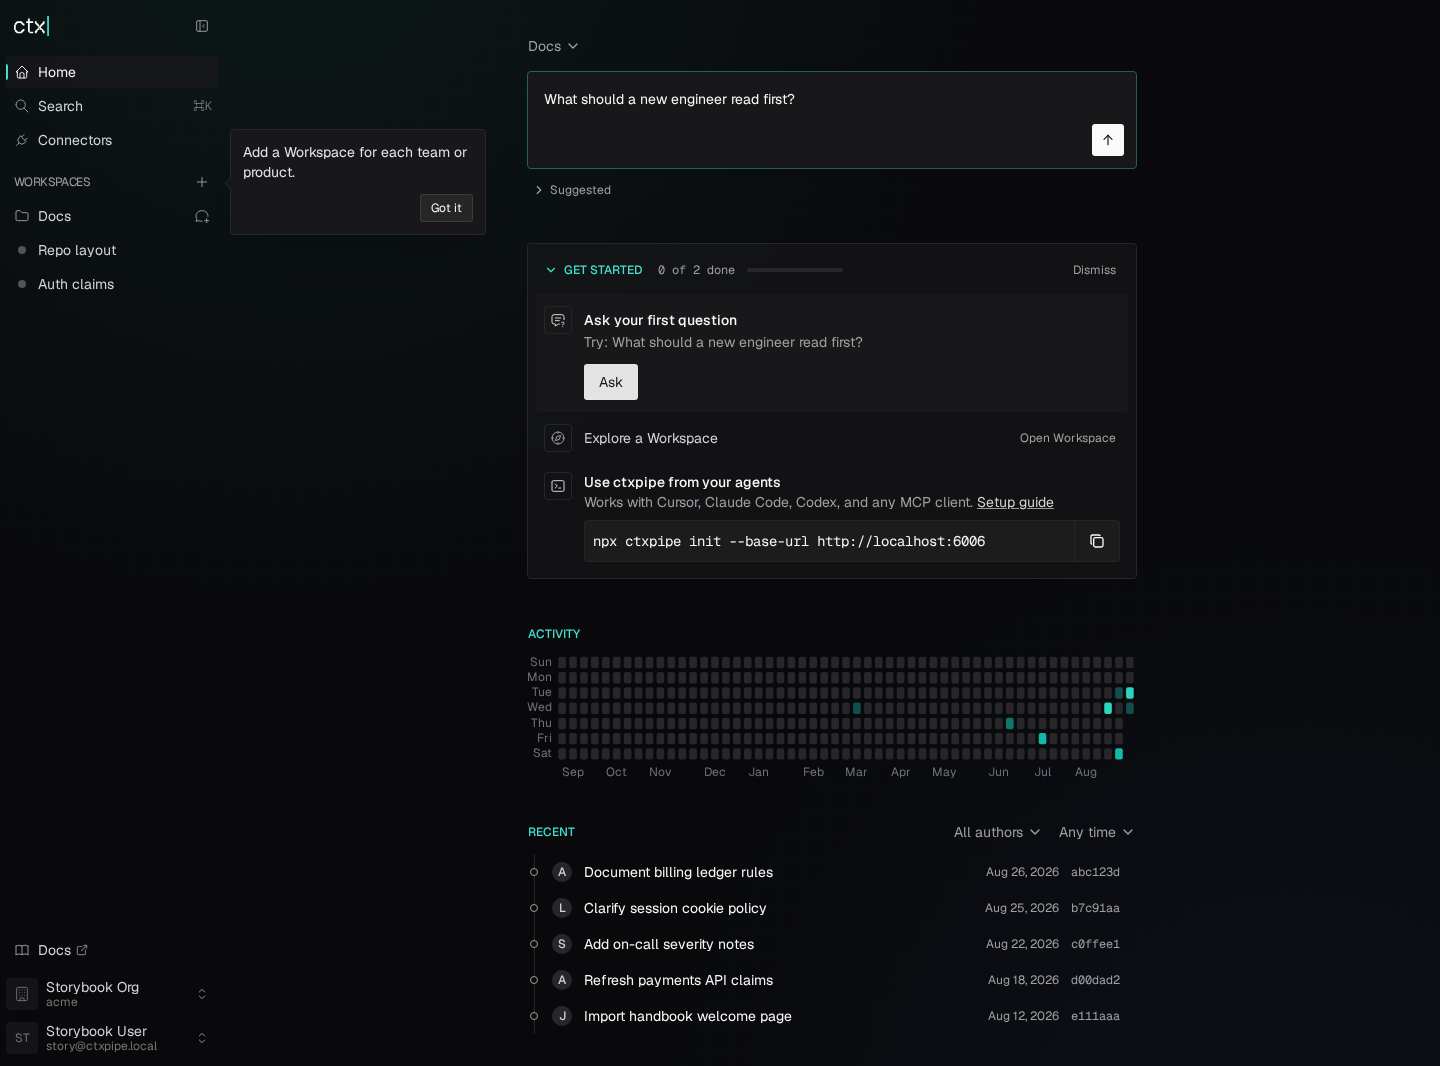 ctx
Home
Search ⌘K
Connectors
WORKSPACES
Docs
Repo layout
Auth claims
Add a Workspace for each team or
product.
Got it
Docs
What should a new engineer read first?
Suggested
GET STARTED 0 of 2 done Dismiss
Ask your first question
Try: What should a new engineer read first?
Ask
Explore a Workspace Open Workspace
Use ctxpipe from your agents
Works with Cursor, Claude Code, Codex, and any MCP client. Setup guide
npx ctxpipe init --base-url http://localhost:6006
ACTIVITY
Sun
Mon
Tue
Wed
Thu
Fri
Sat
Sep Oct Nov Dec Jan Feb Mar Apr May Jun Jul Aug
RECENT All authors Any time
A Document billing ledger rules Aug 26, 2026 abc123d
L Clarify session cookie policy Aug 25, 2026 b7c91aa
S Add on-call severity notes Aug 22, 2026 c0ffee1
A Refresh payments API claims Aug 18, 2026 d00dad2
J Import handbook welcome page Aug 12, 2026 e111aaa
Docs
Storybook Org
acme
ST Storybook User
story@ctxpipe.local